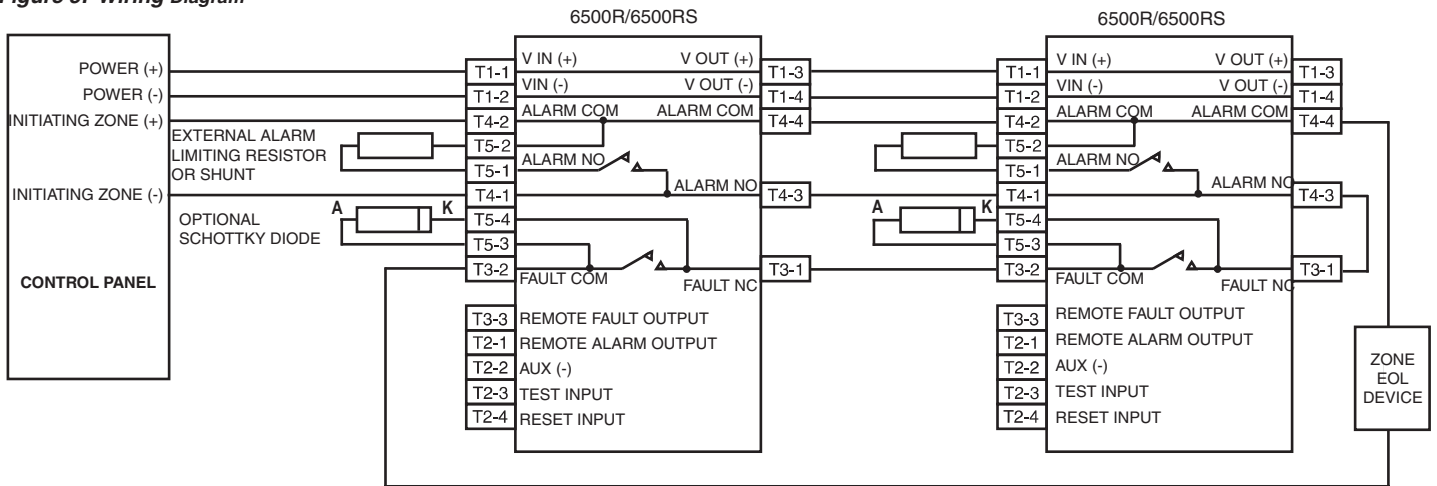 Figure 5. Wiring Diagram
6500R/6500RS
6500R/6500RS
POWER (+)
POWER (-)
INITIATING ZONE (+)
INITIATING ZONE (-)
CONTROL PANEL
EXTERNAL ALARM
LIMITING RESISTOR
OR SHUNT
OPTIONAL
SCHOTTKY DIODE
A
K
T1-1
T1-2
T4-2
T5-2
T5-1
T4-1
T5-4
T5-3
T3-2
T3-3
T2-1
T2-2
T2-3
T2-4
V IN (+)
V OUT (+)
VIN (-)
V OUT (-)
ALARM COM
ALARM COM
ALARM NO
ALARM NO
FAULT COM
FAULT NC
REMOTE FAULT OUTPUT
REMOTE ALARM OUTPUT
AUX (-)
TEST INPUT
RESET INPUT
T1-3
T1-4
T4-4
T4-3
T3-1
A
K
T1-1
T1-2
T4-2
T5-2
T5-1
T4-1
T5-4
T5-3
T3-2
T3-3
T2-1
T2-2
T2-3
T2-4
V IN (+)
V OUT (+)
VIN (-)
V OUT (-)
ALARM COM
ALARM COM
ALARM NO
ALARM NO
FAULT COM
FAULT NC
REMOTE FAULT OUTPUT
REMOTE ALARM OUTPUT
AUX (-)
TEST INPUT
RESET INPUT
T1-3
T1-4
T4-4
T4-3
T3-1
ZONE
EOL
DEVICE